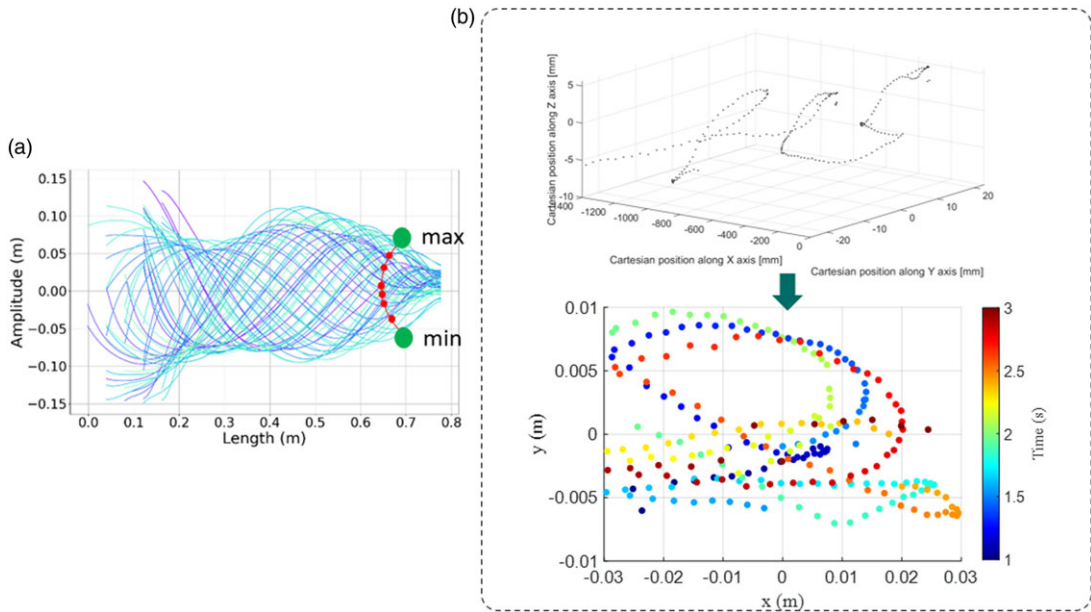 (a)
0.15
0.10
0.05
0.00
-0.05
-0.10
-0.15
Amplitude (m)
0.0 0.1 0.2 0.3 0.4 0.5 0.6 0.7 0.8
Length (m)
max
min
(b)
Cartesian position along Z axis [mm]
5
0
-5
-10
-1400
-1200
-1000
-800
-600
-400
-200
0
Cartesian position along X axis [mm]
-20
-10
0
10
20
Cartesian position along Y axis [mm]
0.01
0.005
0
-0.005
-0.01
y (m)
-0.03 -0.02 -0.01 0 0.01 0.02 0.03
x (m)
3
2.5
2
1.5
1
Time (s)